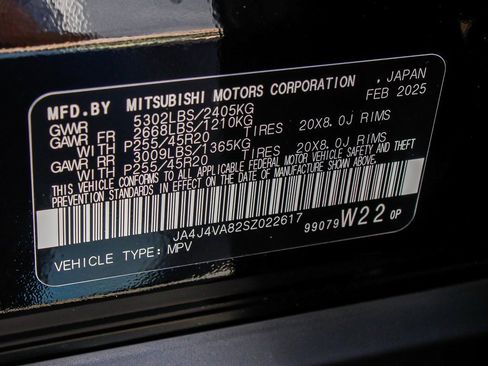 MFD.BY MITSUBISHI MOTORS CORPORATION , JAPAN
GWVR 5302LBS/2405KG FEB 2025
GAWR FR 2668LBS/1210KG
WITH P255/45R20 TIRES 20X8.0J RIMS
GAWR RR 3009LBS/1365KG
WITH P255/45R20 TIRES 20X8.0J RIMS
THIS VEHICLE CONFORMS TO ALL APPLICABLE FEDERAL MOTOR VEHICLE SAFETY AND THEFT
PREVENTION STANDARDS IN EFFECT ON THE DATE OF MANUFACTURE SHOWN ABOVE.
JA4J4VA82SZ022617 99079 W22 0P
VEHICLE TYPE: MPV